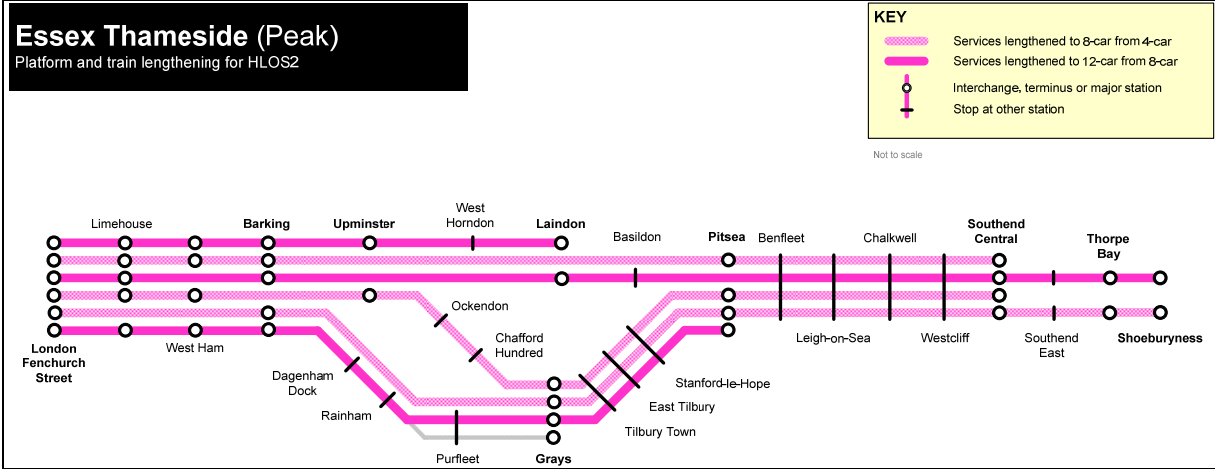 Essex Thameside (Peak)
Platform and train lengthening for HLOS2
KEY
Services lengthened to 8-car from 4-car
Services lengthened to 12-car from 8-car
Interchange, terminus or major station
Stop at other station
Not to scale
Limehouse
Barking
Upminster
West
Horndon
Laindon
Basildon
Pitsea
Benfleet
Chalkwell
Southend
Central
Thorpe
Bay
Ockendon
Chafford
Hundred
London
Fenchurch
Street
West Ham
Dagenham
Dock
Rainham
Purfleet
Grays
Tilbury Town
East Tilbury
Stanford-le-Hope
Leigh-on-Sea
Westcliff
Southend
East
Shoeburyness